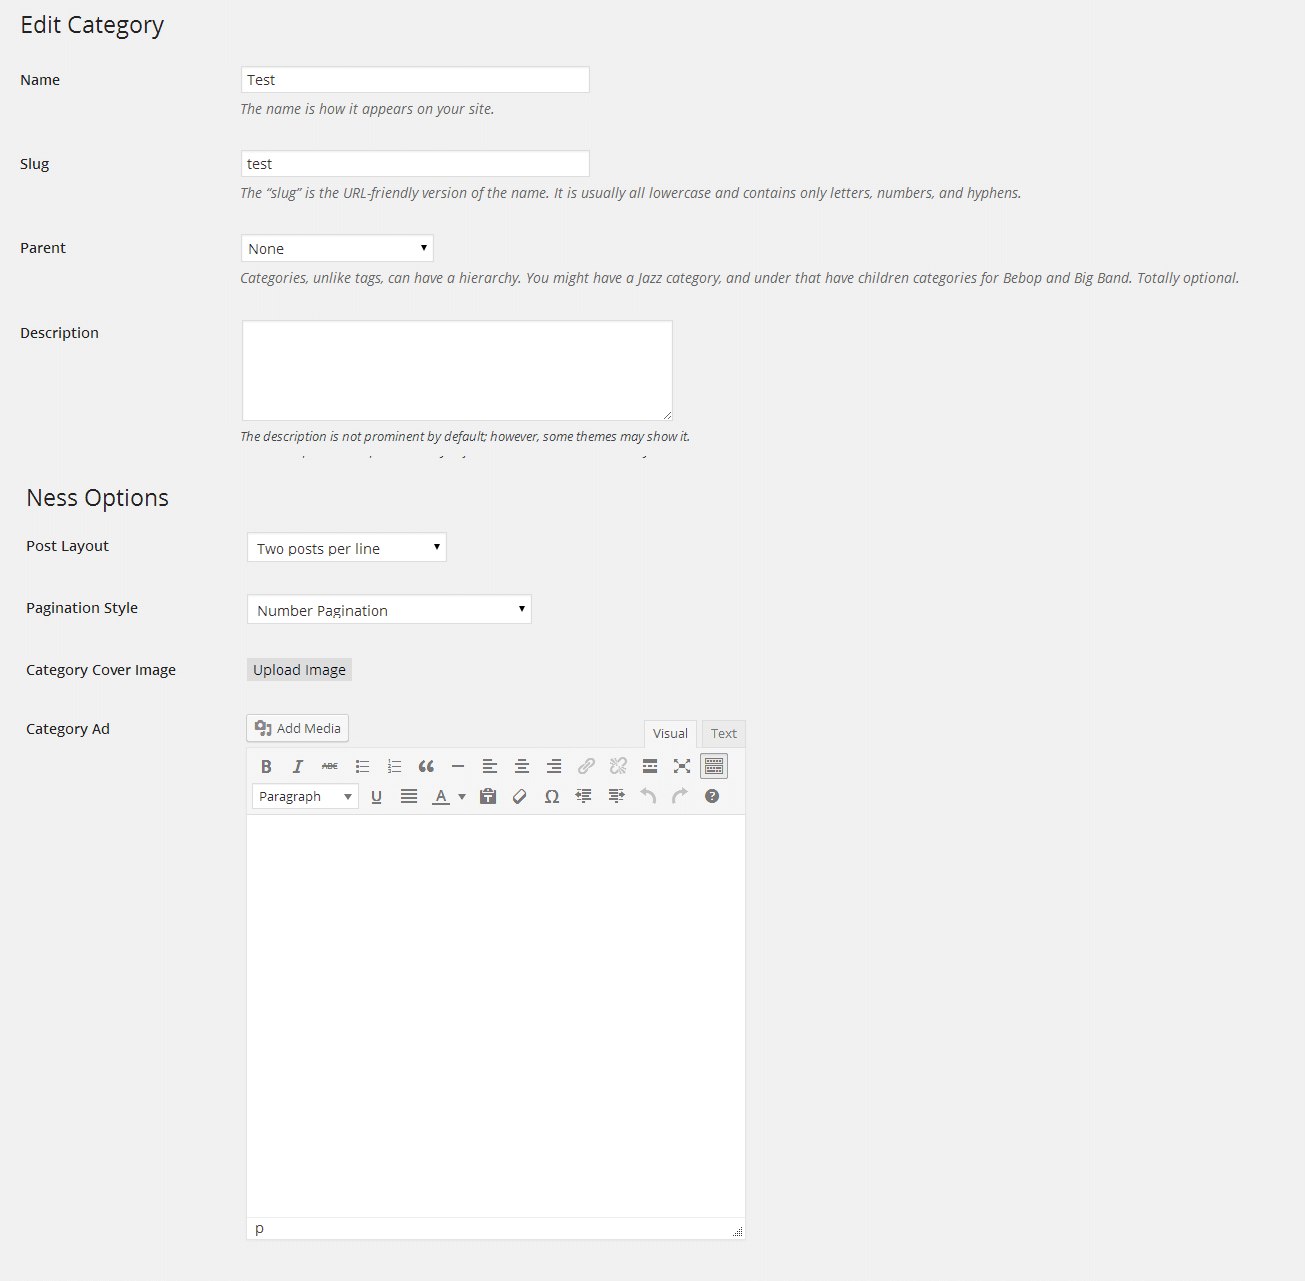 Edit Category
Name
Test
The name is how it appears on your site.
Slug
test
The “slug” is the URL-friendly version of the name. It is usually all lowercase and contains only letters, numbers, and hyphens.
Parent
None
Categories, unlike tags, can have a hierarchy. You might have a Jazz category, and under that have children categories for Bebop and Big Band. Totally optional.
Description
The description is not prominent by default; however, some themes may show it.
Ness Options
Post Layout
Two posts per line
Pagination Style
Number Pagination
Category Cover Image
Upload Image
Category Ad
Add Media
Visual Text
B I ABC
Paragraph U A Ω ?
p